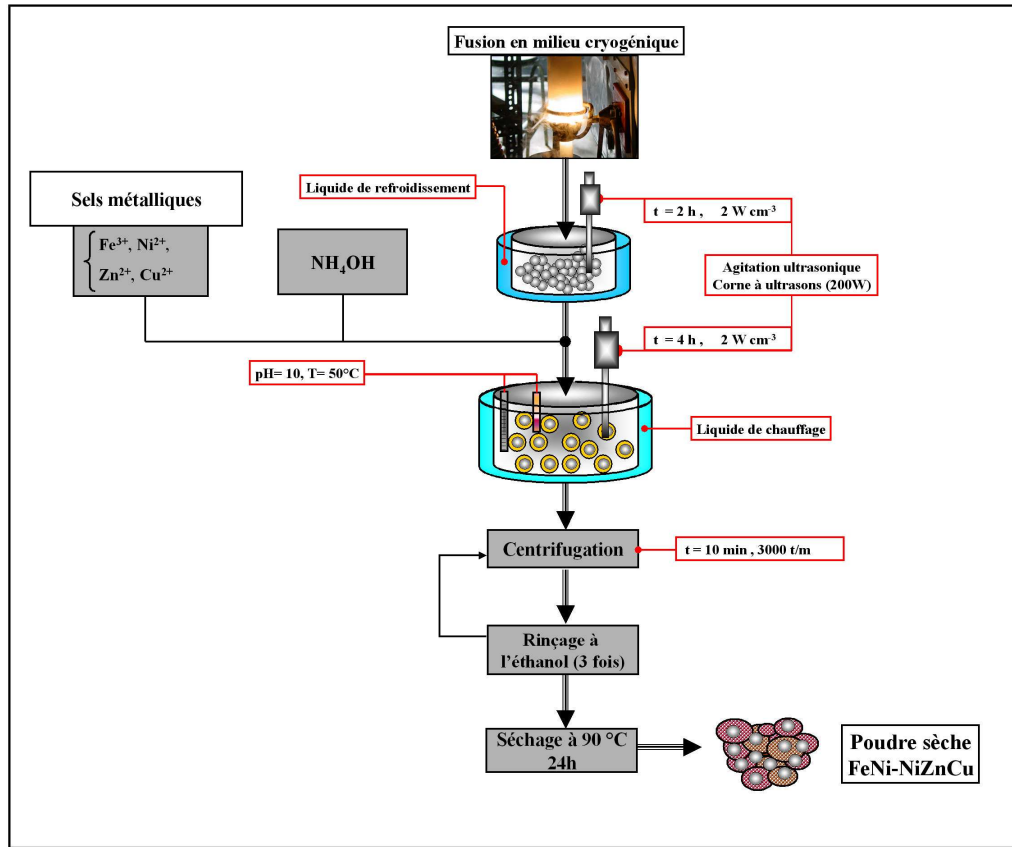 Fusion en milieu cryogénique
Liquide de refroidissement
t = 2 h , 2 W cm-3
Sels métalliques
Fe3+, Ni2+,
Zn2+, Cu2+
NH4OH
Agitation ultrasonique
Corne à ultrasons (200W)
t = 4 h , 2 W cm-3
pH= 10, T= 50°C
Liquide de chauffage
Centrifugation
t = 10 min , 3000 t/m
Rinçage à
l'éthanol (3 fois)
Séchage à 90 °C
24h
Poudre sèche
FeNi-NiZnCu